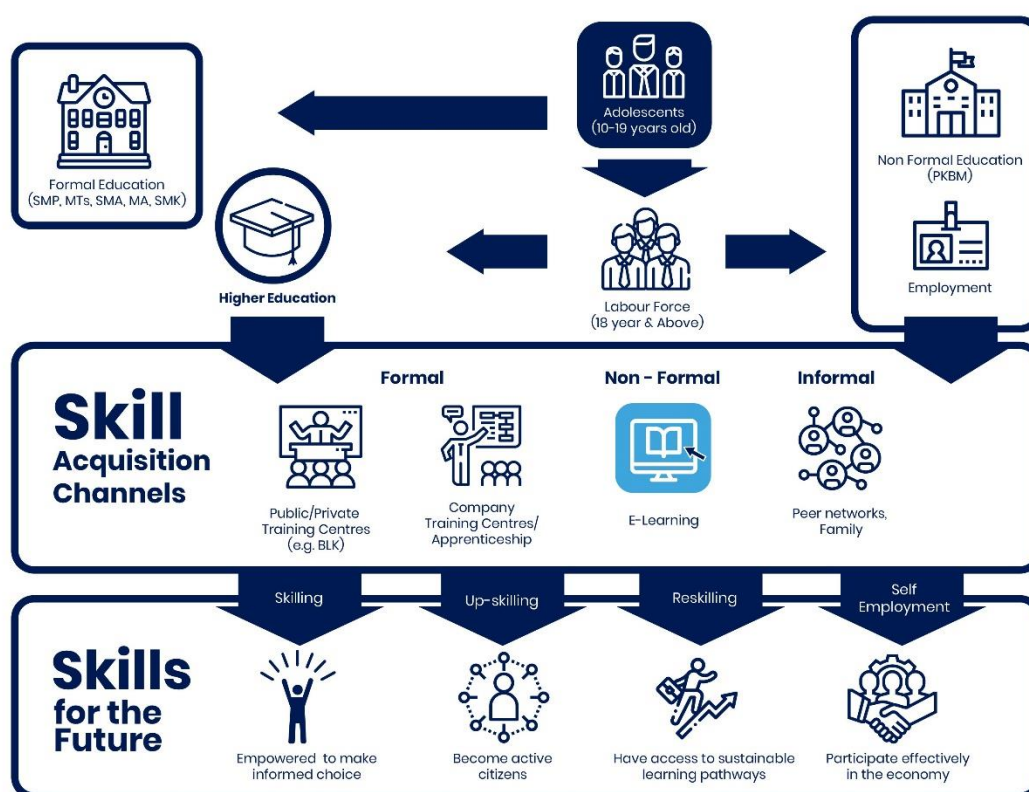 Adolescents
(10-19 years old)
Formal Education
(SMP, MTs, SMA, MA, SMK)
Non Formal Education
(PKBM)
Higher Education
Labour Force
(18 year & Above)
Employment
Skill
Acquisition
Channels
Formal
Non - Formal
Informal
Public/Private
Training Centres
(e.g. BLK)
Company
Training Centres/
Apprenticeship
E-Learning
Peer networks,
Family
Skilling
Up-skilling
Reskilling
Self
Employment
Skills
for the
Future
Empowered to make
informed choice
Become active
citizens
Have access to sustainable
learning pathways
Participate effectively
in the economy